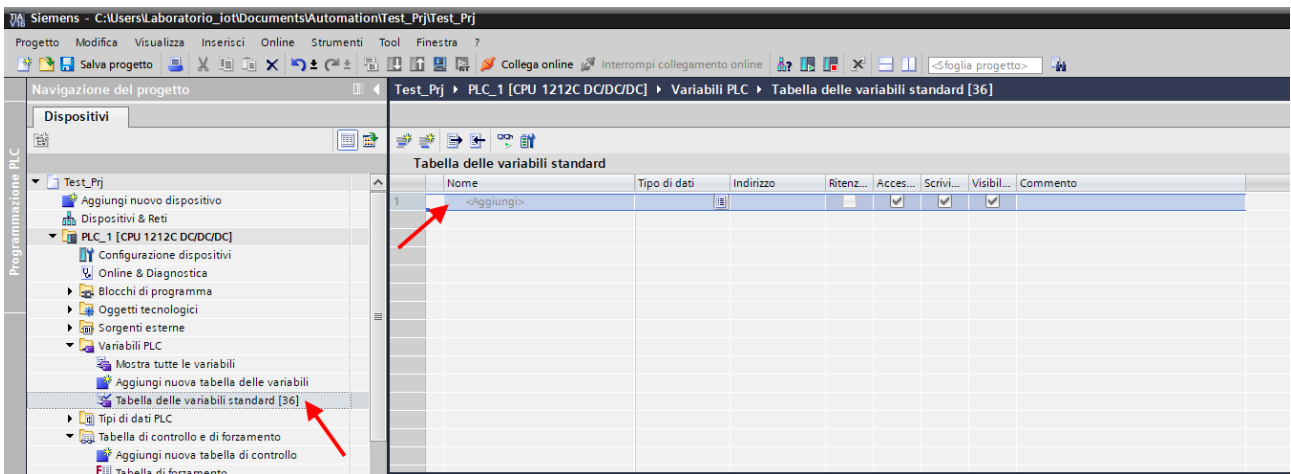 Siemens - C:\Users\Laboratorio_iot\Documents\Automation\Test_Prj\Test_Prj
Progetto Modifica Visualizza Inserisci Online Strumenti Tool Finestra ?
Salva progetto Collega online Interrompi collegamento online <Sfoglia progetto>
Navigazione del progetto
Test_Prj ▸ PLC_1 [CPU 1212C DC/DC/DC] ▸ Variabili PLC ▸ Tabella delle variabili standard [36]
Dispositivi
Programmazione PLC
Tabella delle variabili standard
Nome Tipo di dati Indirizzo Ritenz... Acces... Scrivi... Visibil... Commento
1 <Aggiungi>
Test_Prj
Aggiungi nuovo dispositivo
Dispositivi & Reti
PLC_1 [CPU 1212C DC/DC/DC]
Configurazione dispositivi
Online & Diagnostica
Blocchi di programma
Oggetti tecnologici
Sorgenti esterne
Variabili PLC
Mostra tutte le variabili
Aggiungi nuova tabella delle variabili
Tabella delle variabili standard [36]
Tipi di dati PLC
Tabella di controllo e di forzamento
Aggiungi nuova tabella di controllo
Tabella di forzamento